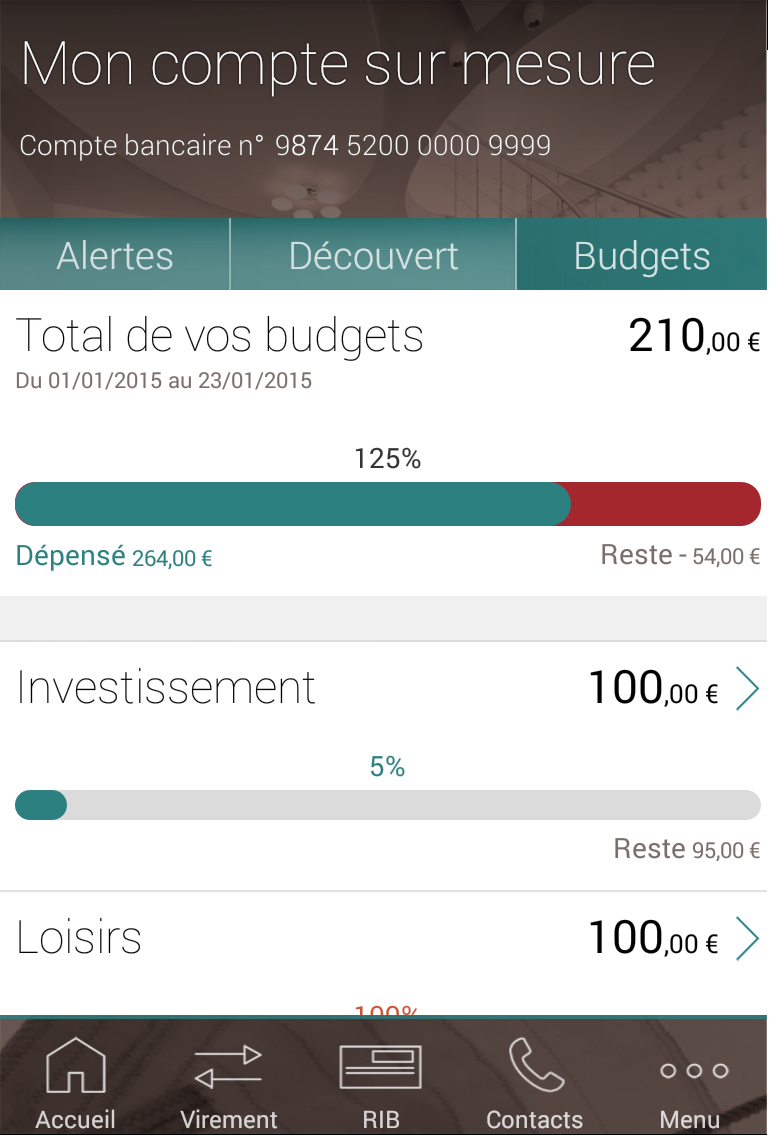 Mon compte sur mesure
Compte bancaire n° 9874 5200 0000 9999
Alertes Découvert Budgets
Total de vos budgets 210,00 €
Du 01/01/2015 au 23/01/2015
125%
Dépensé 264,00 € Reste - 54,00 €
Investissement 100,00 €
5%
Reste 95,00 €
Loisirs 100,00 €
100%
Accueil Virement RIB Contacts Menu